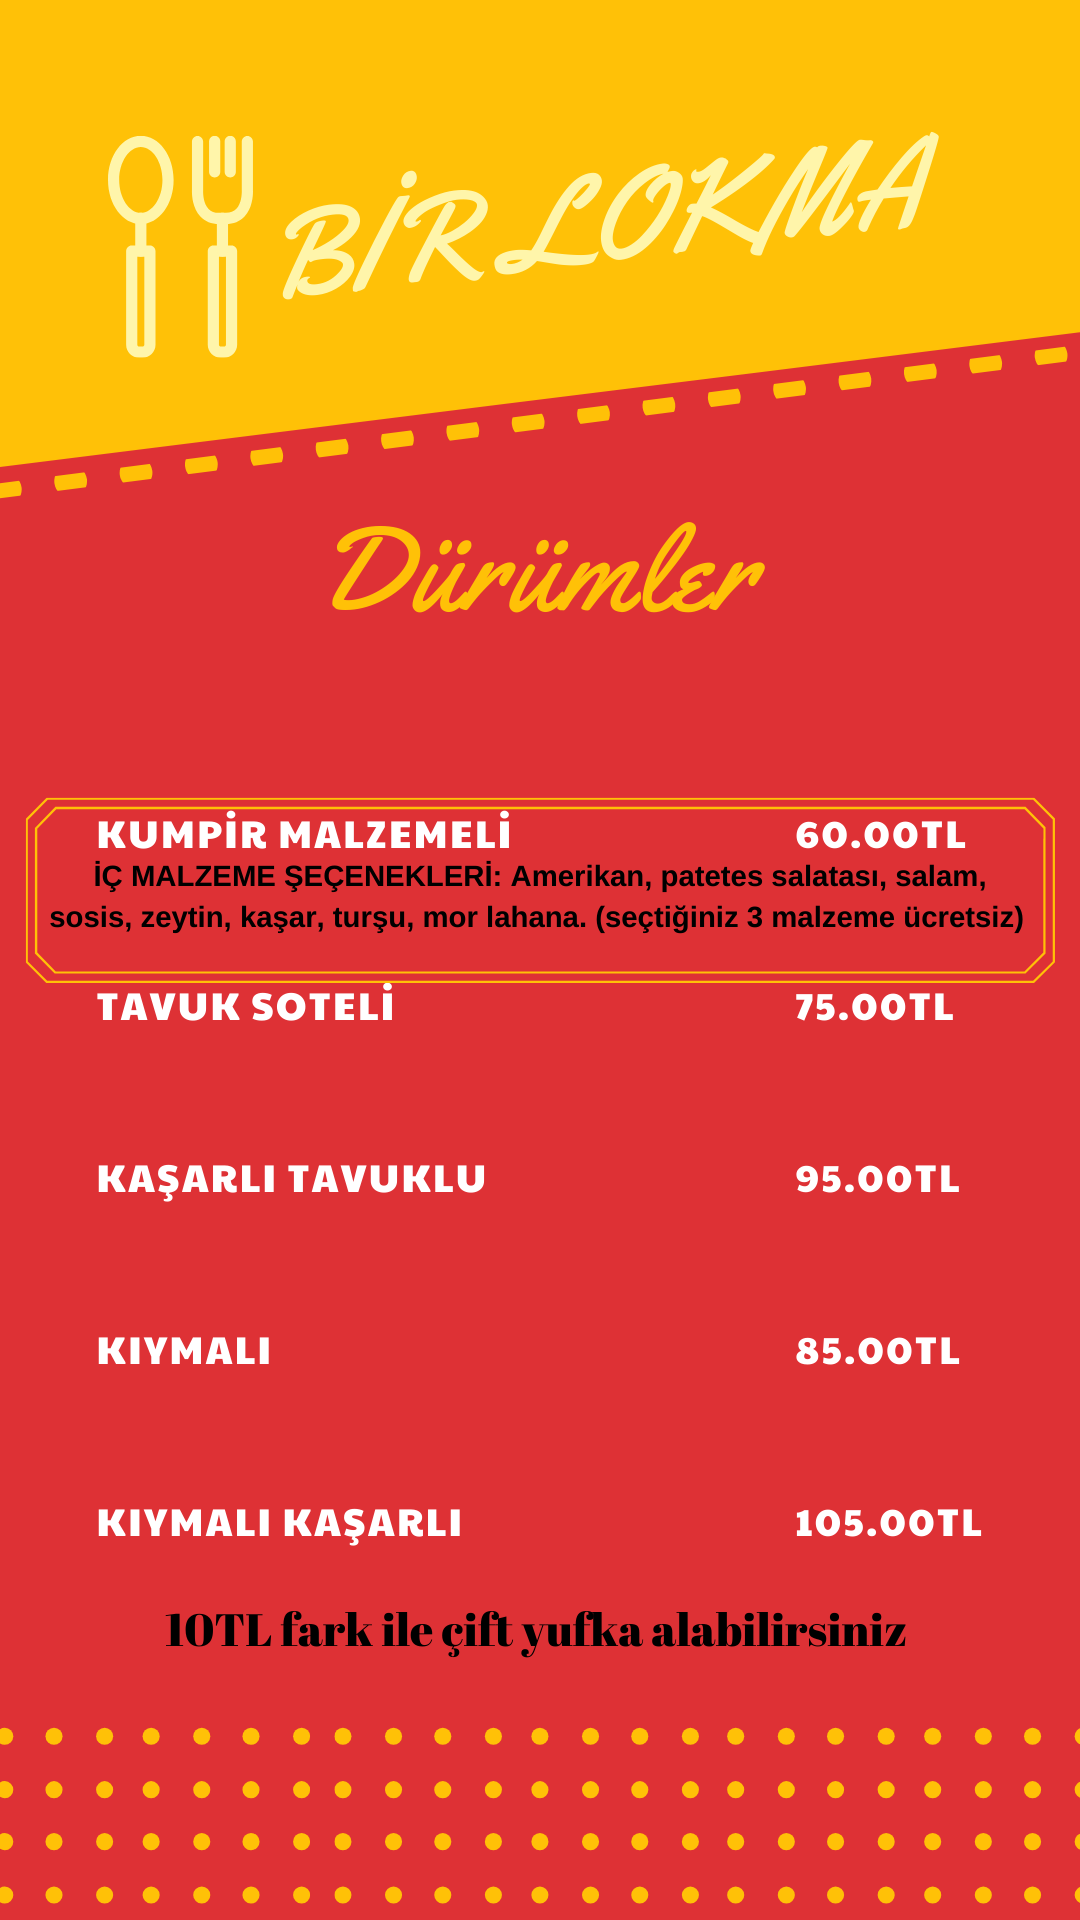 BİR LOKMA
Dürümler
KUMPİR MALZEMELİ 60.00TL
İÇ MALZEME ŞEÇENEKLERİ: Amerikan, patetes salatası, salam,
sosis, zeytin, kaşar, turşu, mor lahana. (seçtiğiniz 3 malzeme ücretsiz)
TAVUK SOTELİ 75.00TL
KAŞARLI TAVUKLU 95.00TL
KIYMALI 85.00TL
KIYMALI KAŞARLI 105.00TL
10TL fark ile çift yufka alabilirsiniz